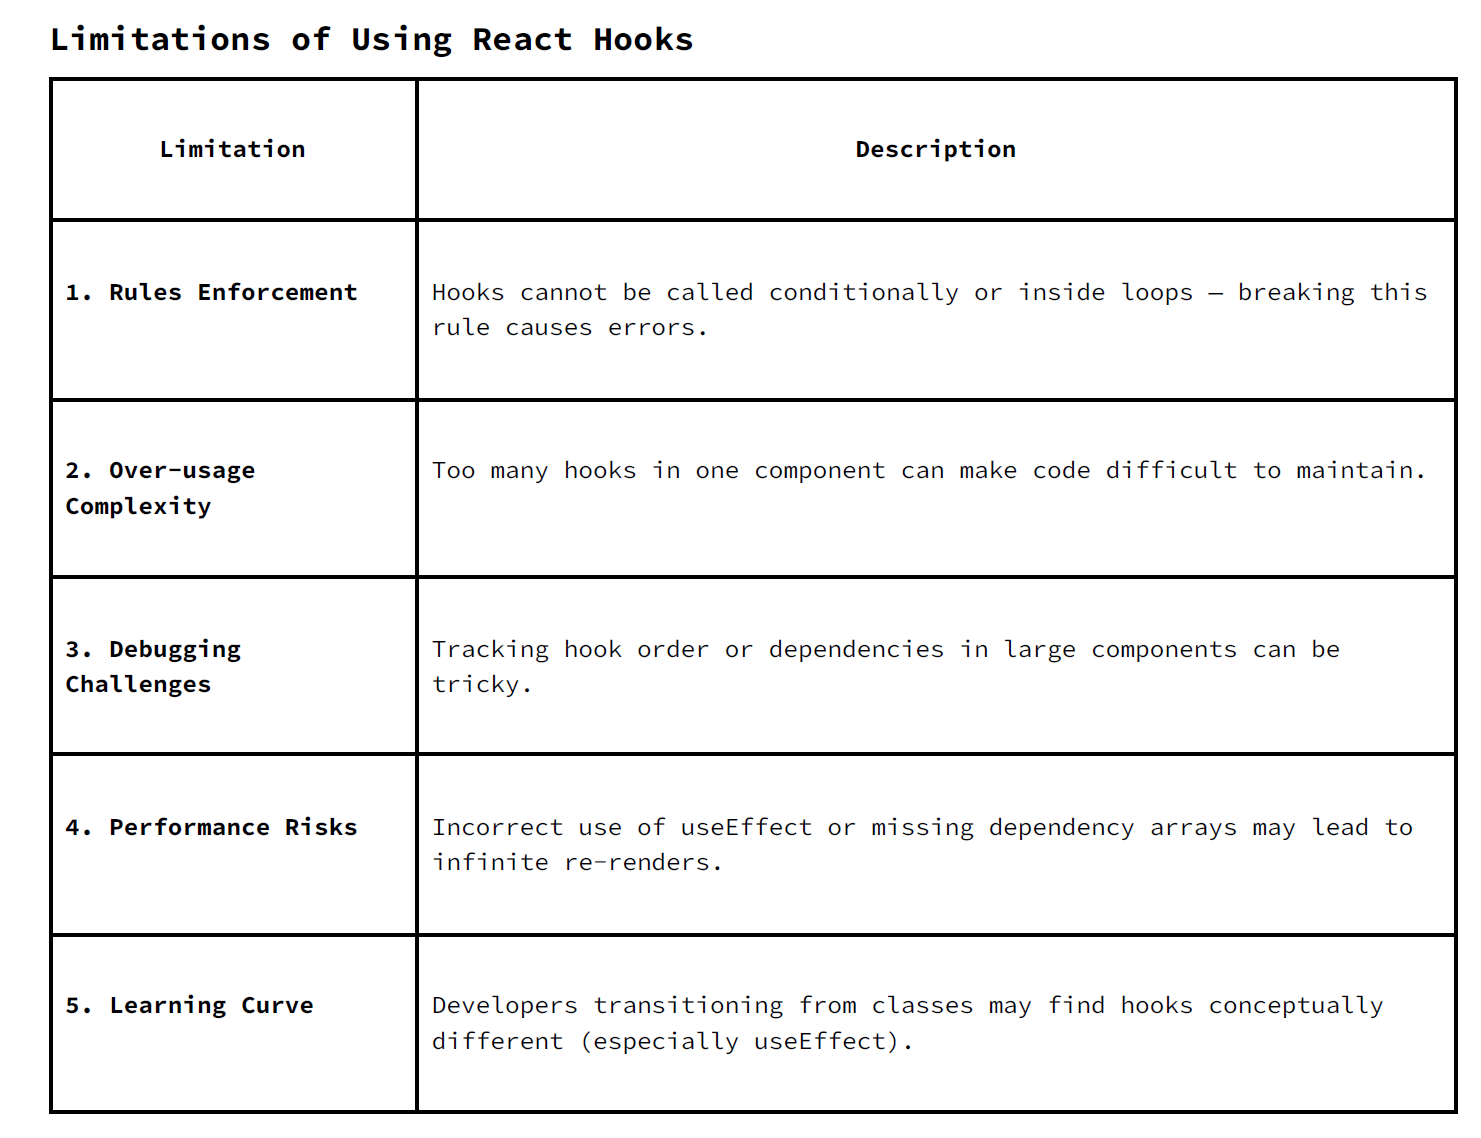 Limitations of Using React Hooks
Limitation
Description
1. Rules Enforcement
Hooks cannot be called conditionally or inside loops — breaking this
rule causes errors.
2. Over-usage
Complexity
Too many hooks in one component can make code difficult to maintain.
3. Debugging
Challenges
Tracking hook order or dependencies in large components can be
tricky.
4. Performance Risks
Incorrect use of useEffect or missing dependency arrays may lead to
infinite re-renders.
5. Learning Curve
Developers transitioning from classes may find hooks conceptually
different (especially useEffect).